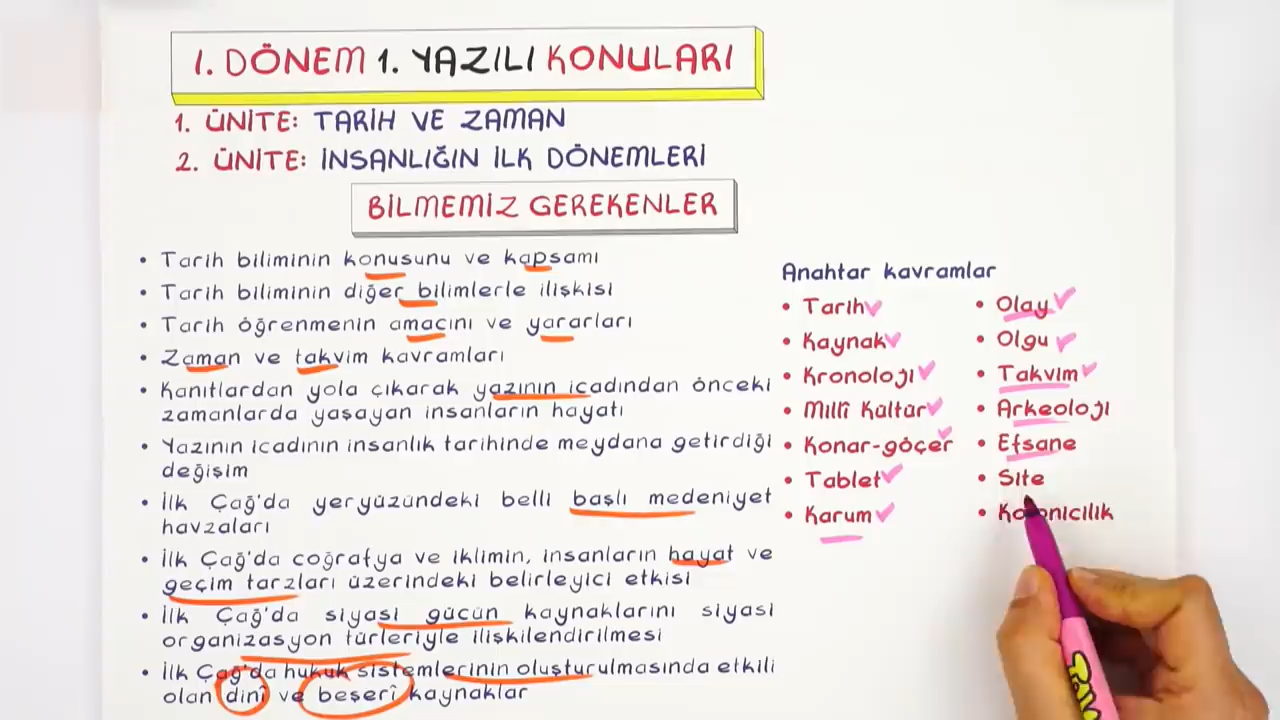 1. DÖNEM 1. YAZILI KONULARI
1. ÜNİTE: TARİH VE ZAMAN
2. ÜNİTE: İNSANLIĞIN İLK DÖNEMLERİ
BİLMEMİZ GEREKENLER
• Tarih biliminin konusunu ve kapsamı
• Tarih biliminin diğer bilimlerle ilişkisi
• Tarih öğrenmenin amacını ve yararları
• Zaman ve takvim kavramları
• Kanıtlardan yola çıkarak yazının icadından önceki
zamanlarda yaşayan insanların hayatı
• Yazının icadının insanlık tarihinde meydana getirdiği
değişim
• İlk Çağ'da yeryüzündeki belli başlı medeniyet
havzaları
• İlk Çağ'da coğrafya ve iklimin, insanların hayat ve
geçim tarzları üzerindeki belirleyici etkisi
• İlk Çağ'da siyasi gücün kaynaklarını siyasi
organizasyon türleriyle ilişkilendirilmesi
• İlk Çağ'da hukuk sistemlerinin oluşturulmasında etkili
olan dinî ve beşerî kaynaklar
Anahtar kavramlar
• Tarih
• Kaynak
• Kronoloji
• Millî Kültür
• Konar-göçer
• Tablet
• Karum
• Olay
• Olgu
• Takvim
• Arkeoloji
• Efsane
• Site
• Kolonicilik